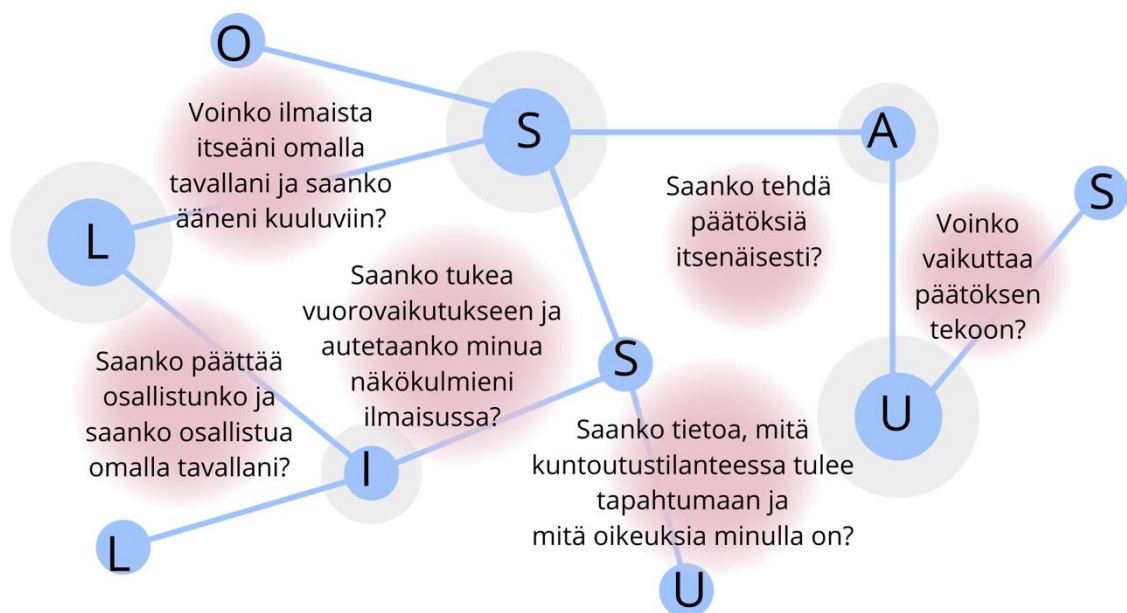 O
S
A
S
L
I
S
U
L
U
Voinko ilmaista
itseäni omalla
tavallani ja saanko
ääneni kuuluviin?
Saanko tehdä
päätöksiä
itsenäisesti?
Voinko
vaikuttaa
päätöksen
tekoon?
Saanko päättää
osallistunko ja
saanko osallistua
omalla tavallani?
Saanko tukea
vuorovaikutukseen ja
autetaanko minua
näkökulmieni
ilmaisussa?
Saanko tietoa, mitä
kuntoutustilanteessa tulee
tapahtumaan ja
mitä oikeuksia minulla on?